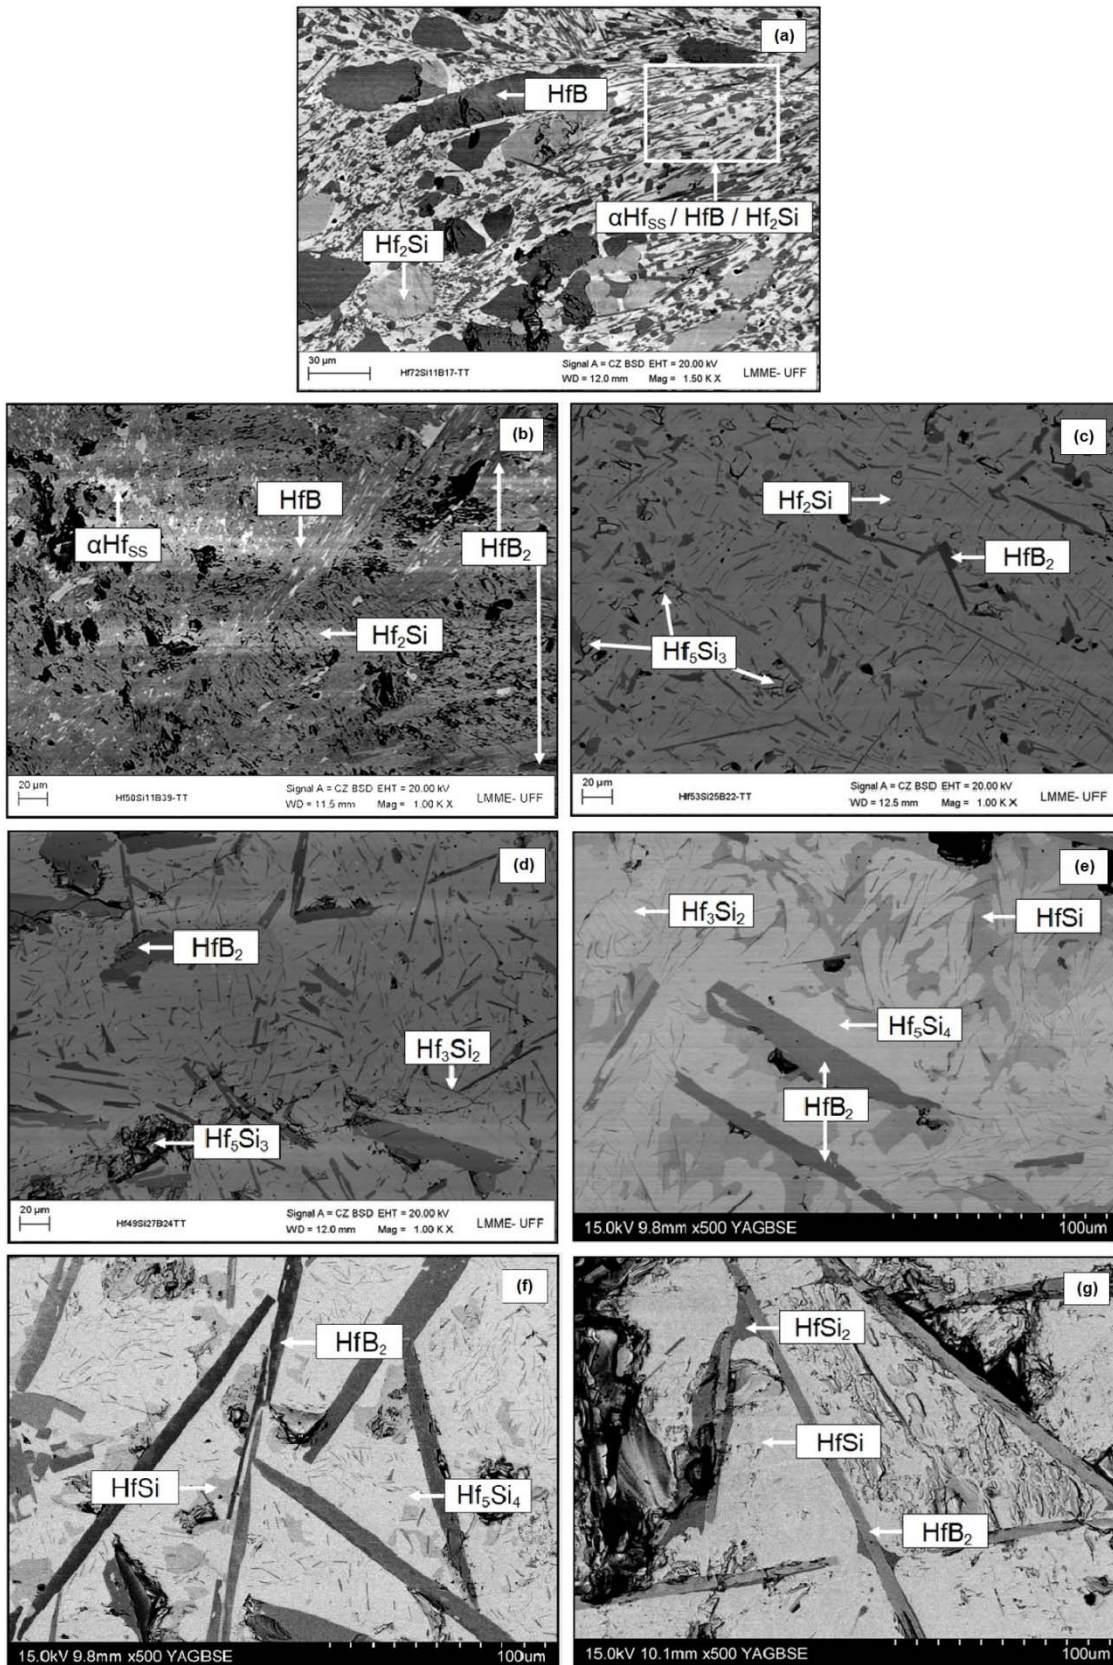 (a)
HfB
αHfSS / HfB / Hf2Si
Hf2Si
30 µm
Hf72Si11B17-TT
Signal A = CZ BSD EHT = 20.00 kV
WD = 12.0 mm Mag = 1.50 K X
LMME- UFF
(b)
HfB
αHfSS
HfB2
Hf2Si
20 µm
Hf50Si11B39-TT
Signal A = CZ BSD EHT = 20.00 kV
WD = 11.5 mm Mag = 1.00 K X
LMME- UFF
(c)
Hf2Si
HfB2
Hf5Si3
20 µm
Hf53Si25B22-TT
Signal A = CZ BSD EHT = 20.00 kV
WD = 12.5 mm Mag = 1.00 K X
LMME- UFF
(d)
HfB2
Hf3Si2
Hf5Si3
20 µm
Hf49Si27B24TT
Signal A = CZ BSD EHT = 20.00 kV
WD = 12.0 mm Mag = 1.00 K X
LMME- UFF
(e)
Hf3Si2
HfSi
Hf5Si4
HfB2
15.0kV 9.8mm x500 YAGBSE
100um
(f)
HfB2
HfSi
Hf5Si4
15.0kV 9.8mm x500 YAGBSE
100um
(g)
HfSi2
HfSi
HfB2
15.0kV 10.1mm x500 YAGBSE
100um